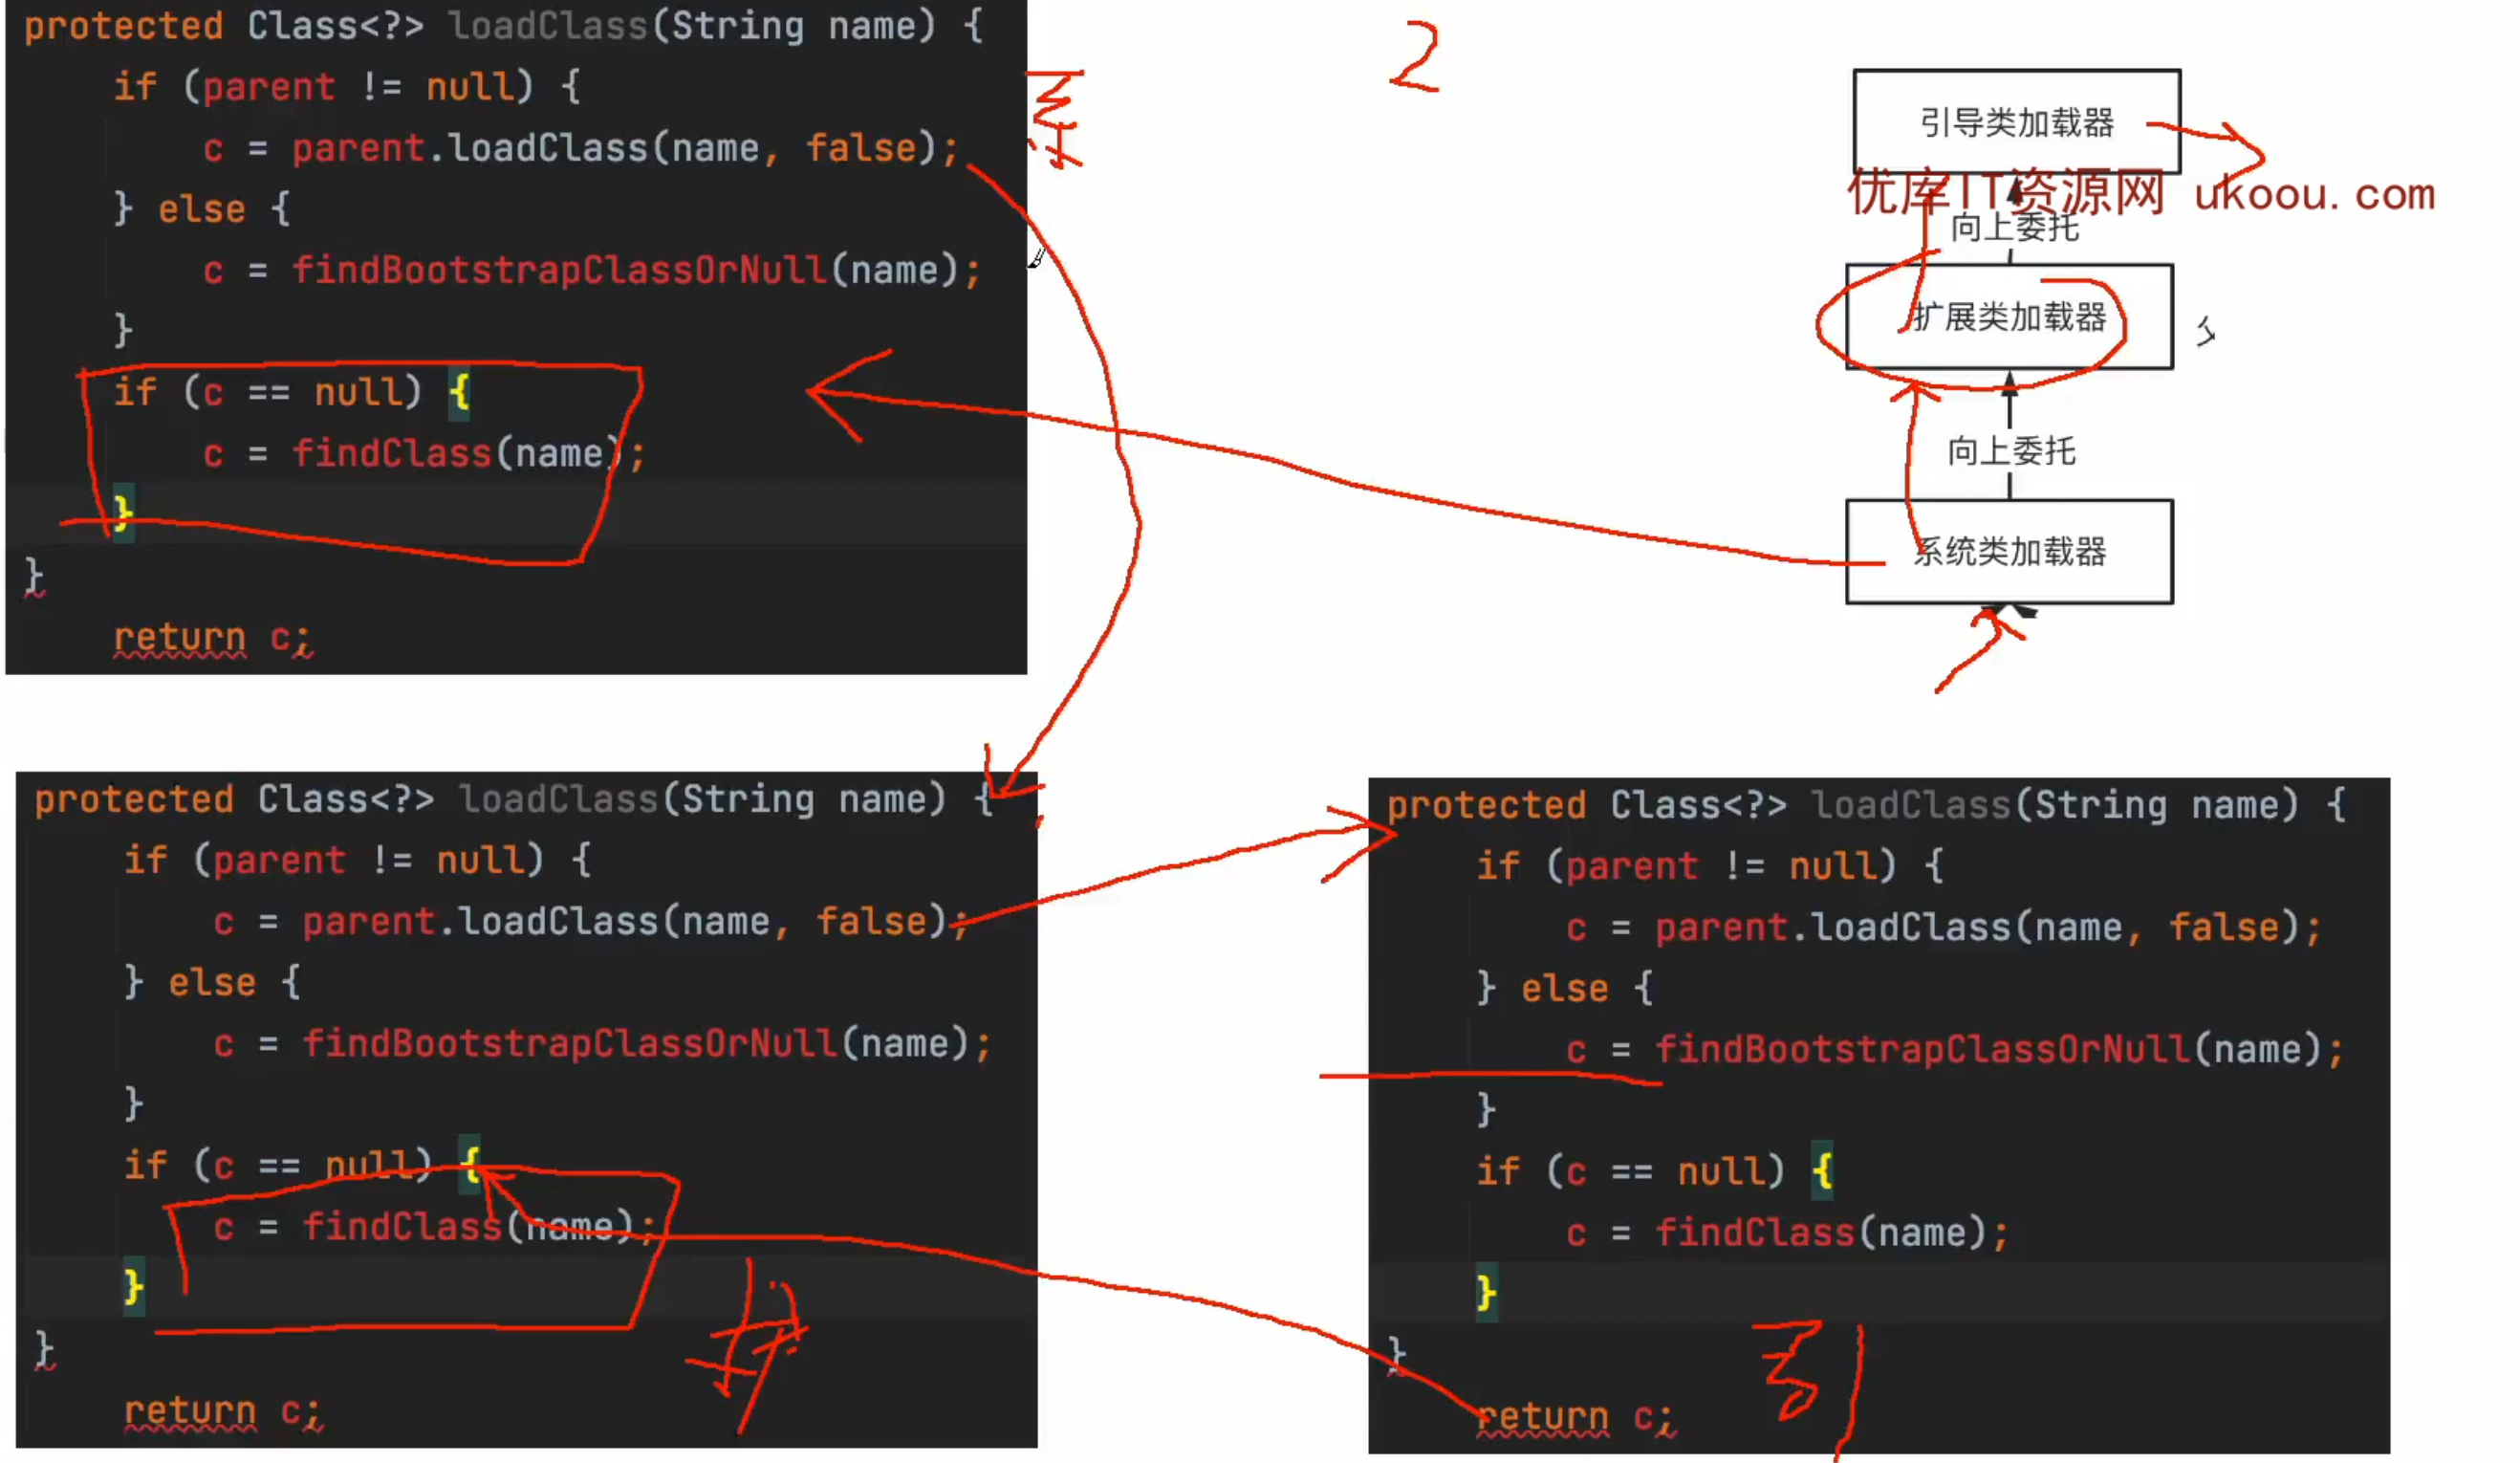 protected Class<?> loadClass(String name) {
if (parent != null) {
c = parent.loadClass(name, false);
} else {
c = findBootstrapClassOrNull(name);
}
if (c == null) {
c = findClass(name);
}
}
return c;
2
引导类加载器
优库IT资源网 ukoou.com
向上委托
扩展类加载器
向上委托
系统类加载器
protected Class<?> loadClass(String name) {
if (parent != null) {
c = parent.loadClass(name, false);
} else {
c = findBootstrapClassOrNull(name);
}
if (c == null) {
c = findClass(name);
}
}
return c;
protected Class<?> loadClass(String name) {
if (parent != null) {
c = parent.loadClass(name, false);
} else {
c = findBootstrapClassOrNull(name);
}
if (c == null) {
c = findClass(name);
}
}
return c;